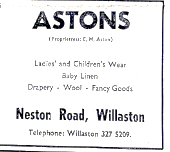 ASTONS
(Proprietress: E. M. Aston)
Ladies' and Children's Wear
Baby Linen
Drapery - Wool - Fancy Goods
Neston Road, Willaston
Telephone: Willaston 327 5209.